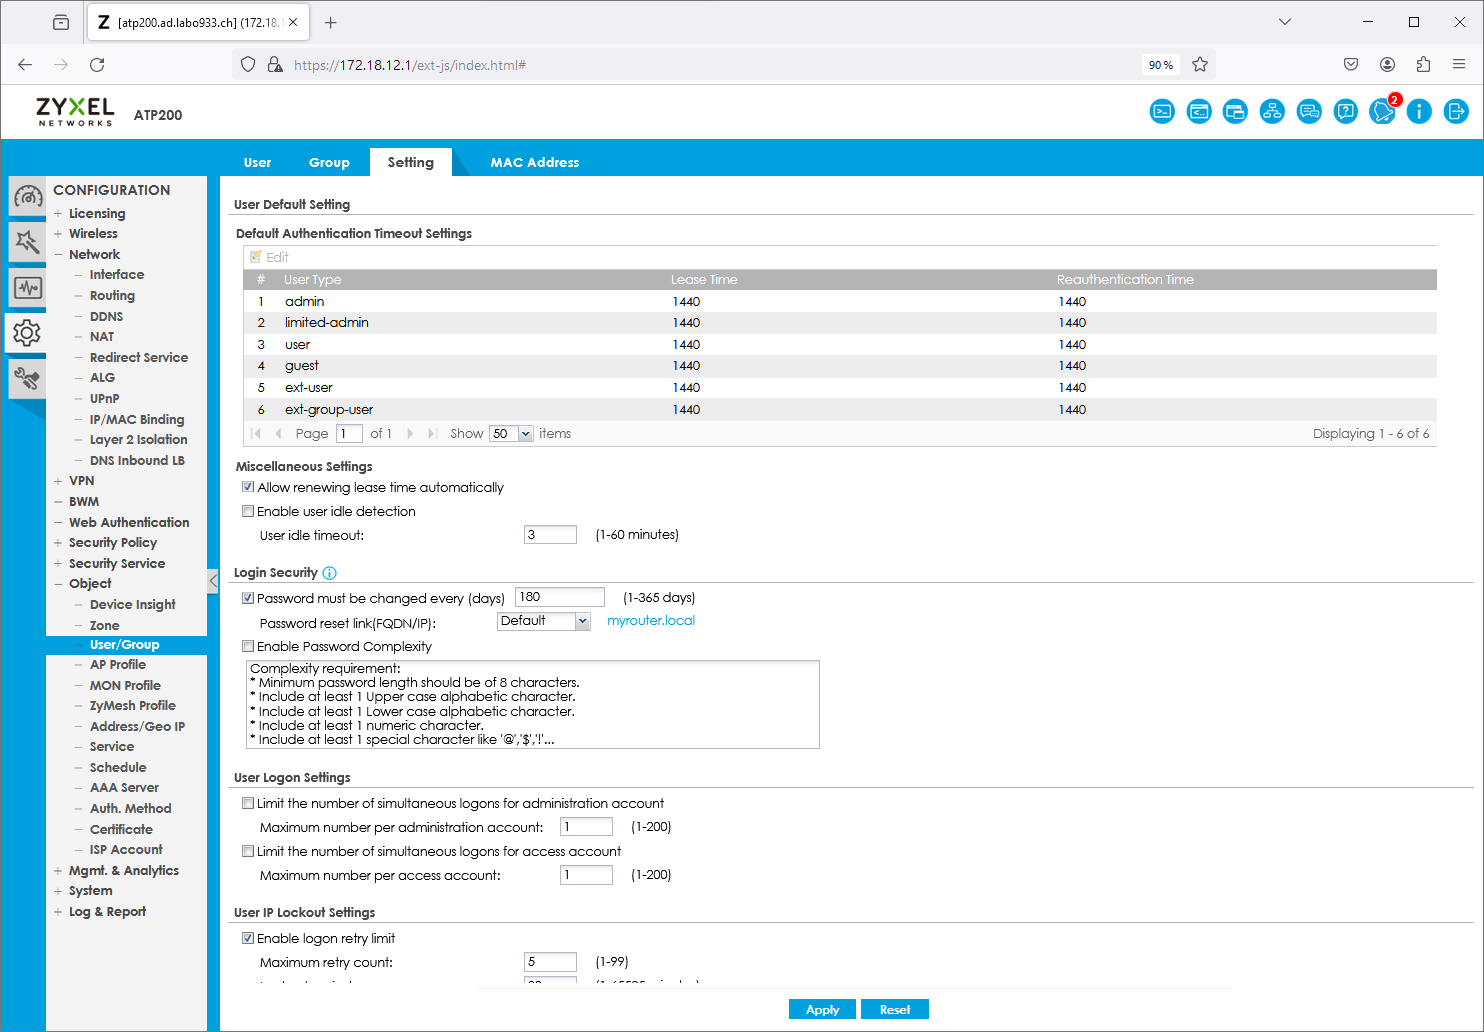 Z [atp200.ad.labo933.ch] (172.18.1
https://172.18.12.1/ext-js/index.html#
90 %
ZYXEL
NETWORKS
ATP200
2
User
Group
Setting
MAC Address
CONFIGURATION
Licensing
Wireless
Network
Interface
Routing
DDNS
NAT
Redirect Service
ALG
UPnP
IP/MAC Binding
Layer 2 Isolation
DNS Inbound LB
VPN
BWM
Web Authentication
Security Policy
Security Service
Object
Device Insight
Zone
User/Group
AP Profile
MON Profile
ZyMesh Profile
Address/Geo IP
Service
Schedule
AAA Server
Auth. Method
Certificate
ISP Account
Mgmt. & Analytics
System
Log & Report
User Default Setting
Default Authentication Timeout Settings
Edit
# User Type Lease Time Reauthentication Time
1 admin 1440 1440
2 limited-admin 1440 1440
3 user 1440 1440
4 guest 1440 1440
5 ext-user 1440 1440
6 ext-group-user 1440 1440
Page 1 of 1 Show 50 items Displaying 1 - 6 of 6
Miscellaneous Settings
Allow renewing lease time automatically
Enable user idle detection
User idle timeout: 3 (1-60 minutes)
Login Security
Password must be changed every (days) 180 (1-365 days)
Password reset link(FQDN/IP): Default myrouter.local
Enable Password Complexity
Complexity requirement:
* Minimum password length should be of 8 characters.
* Include at least 1 Upper case alphabetic character.
* Include at least 1 Lower case alphabetic character.
* Include at least 1 numeric character.
* Include at least 1 special character like '@','$','!'...
User Logon Settings
Limit the number of simultaneous logons for administration account
Maximum number per administration account: 1 (1-200)
Limit the number of simultaneous logons for access account
Maximum number per access account: 1 (1-200)
User IP Lockout Settings
Enable logon retry limit
Maximum retry count: 5 (1-99)
Apply
Reset